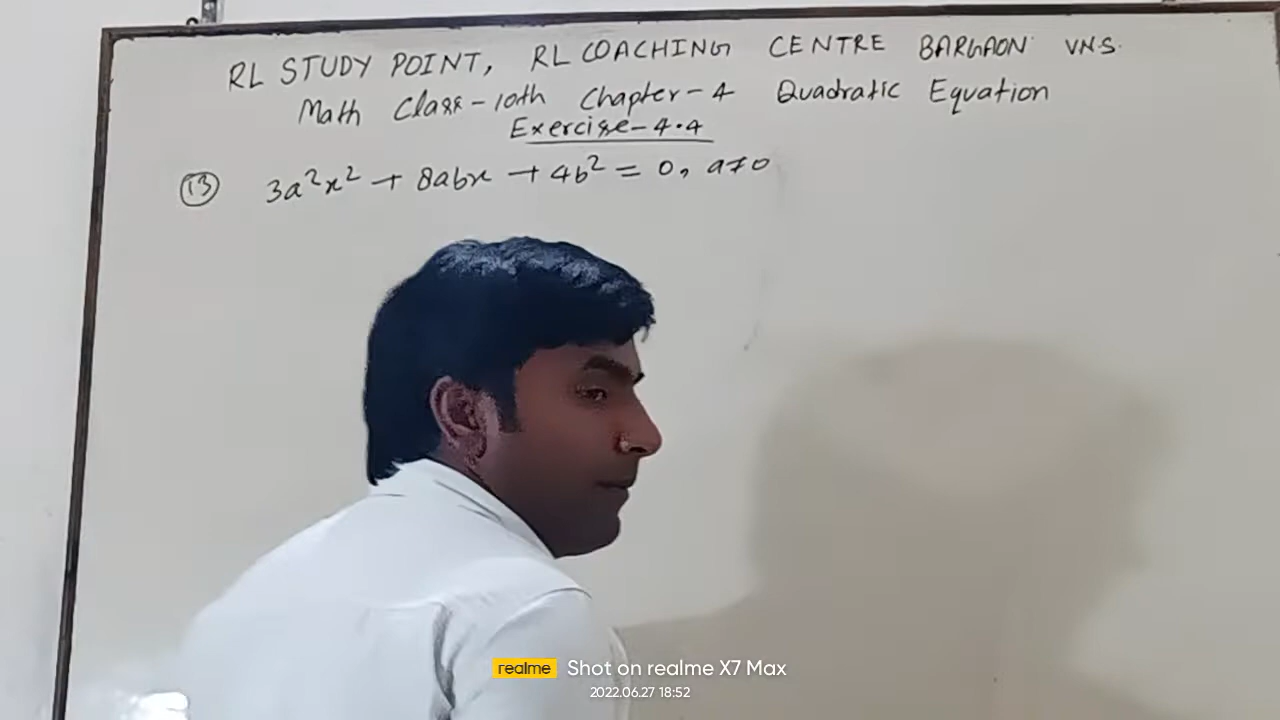 RL STUDY POINT, RL COACHING CENTRE BARGAON VNS.
Math Class-10th Chapter-4 Quadratic Equation
Exercise-4.4
(13) 3a²x² + 8abx + 4b² = 0, a≠0
realme Shot on realme X7 Max
2022.06.27 18:52